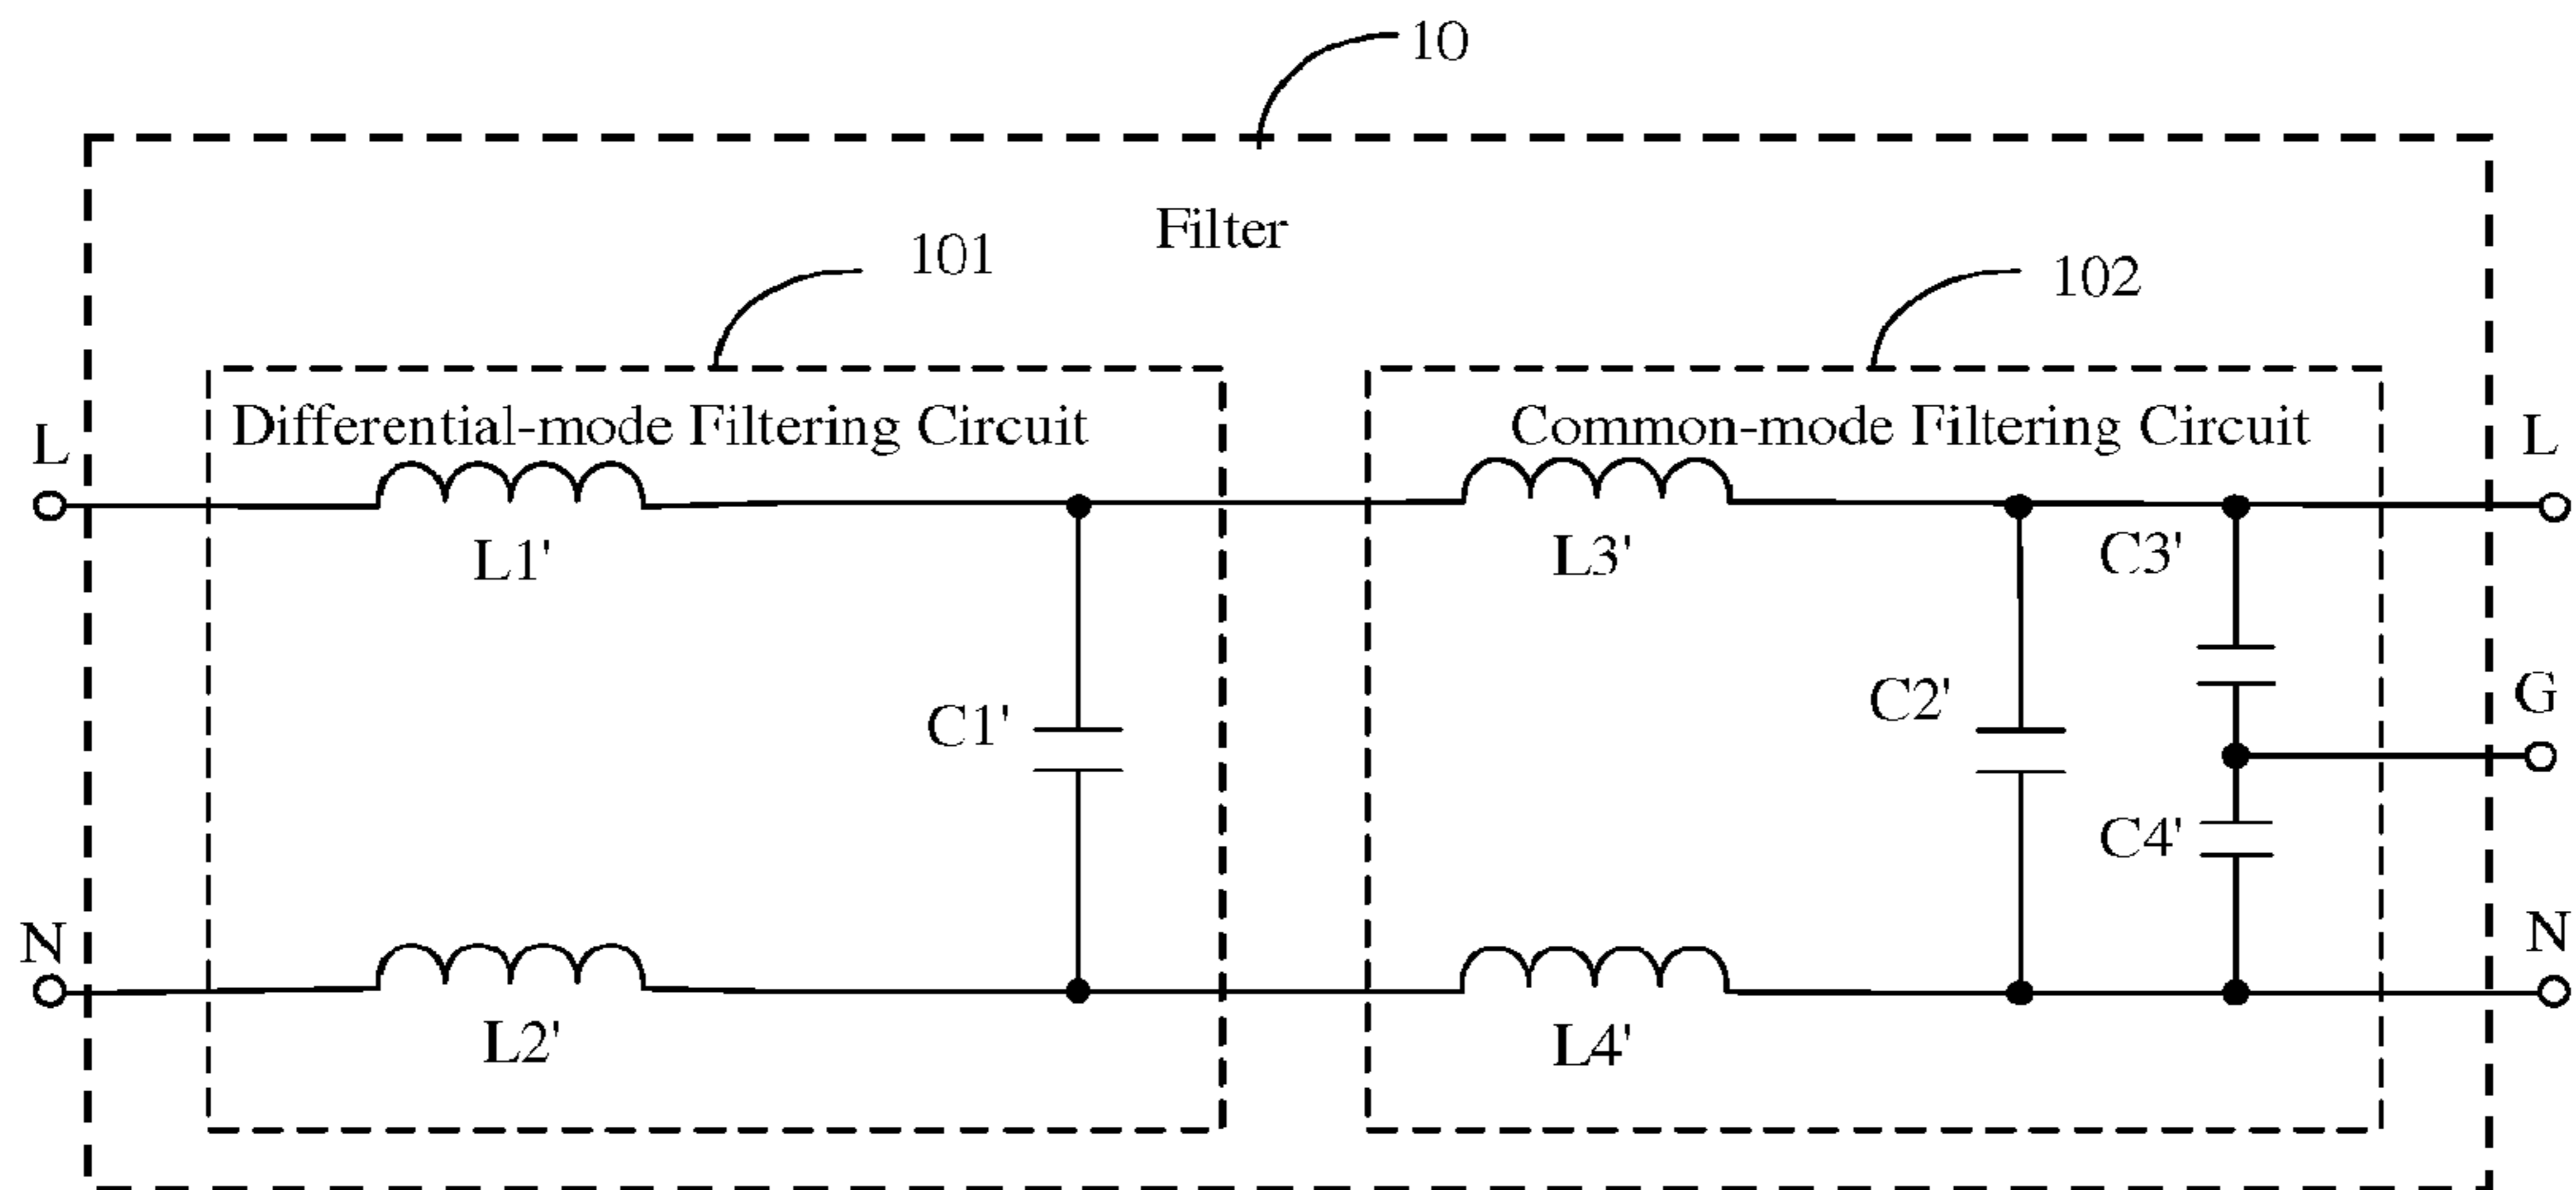 10
Filter
101
102
Differential-mode Filtering Circuit
Common-mode Filtering Circuit
L
L
L1'
L3'
C3'
C1'
C2'
G
C4'
N
N
L2'
L4'